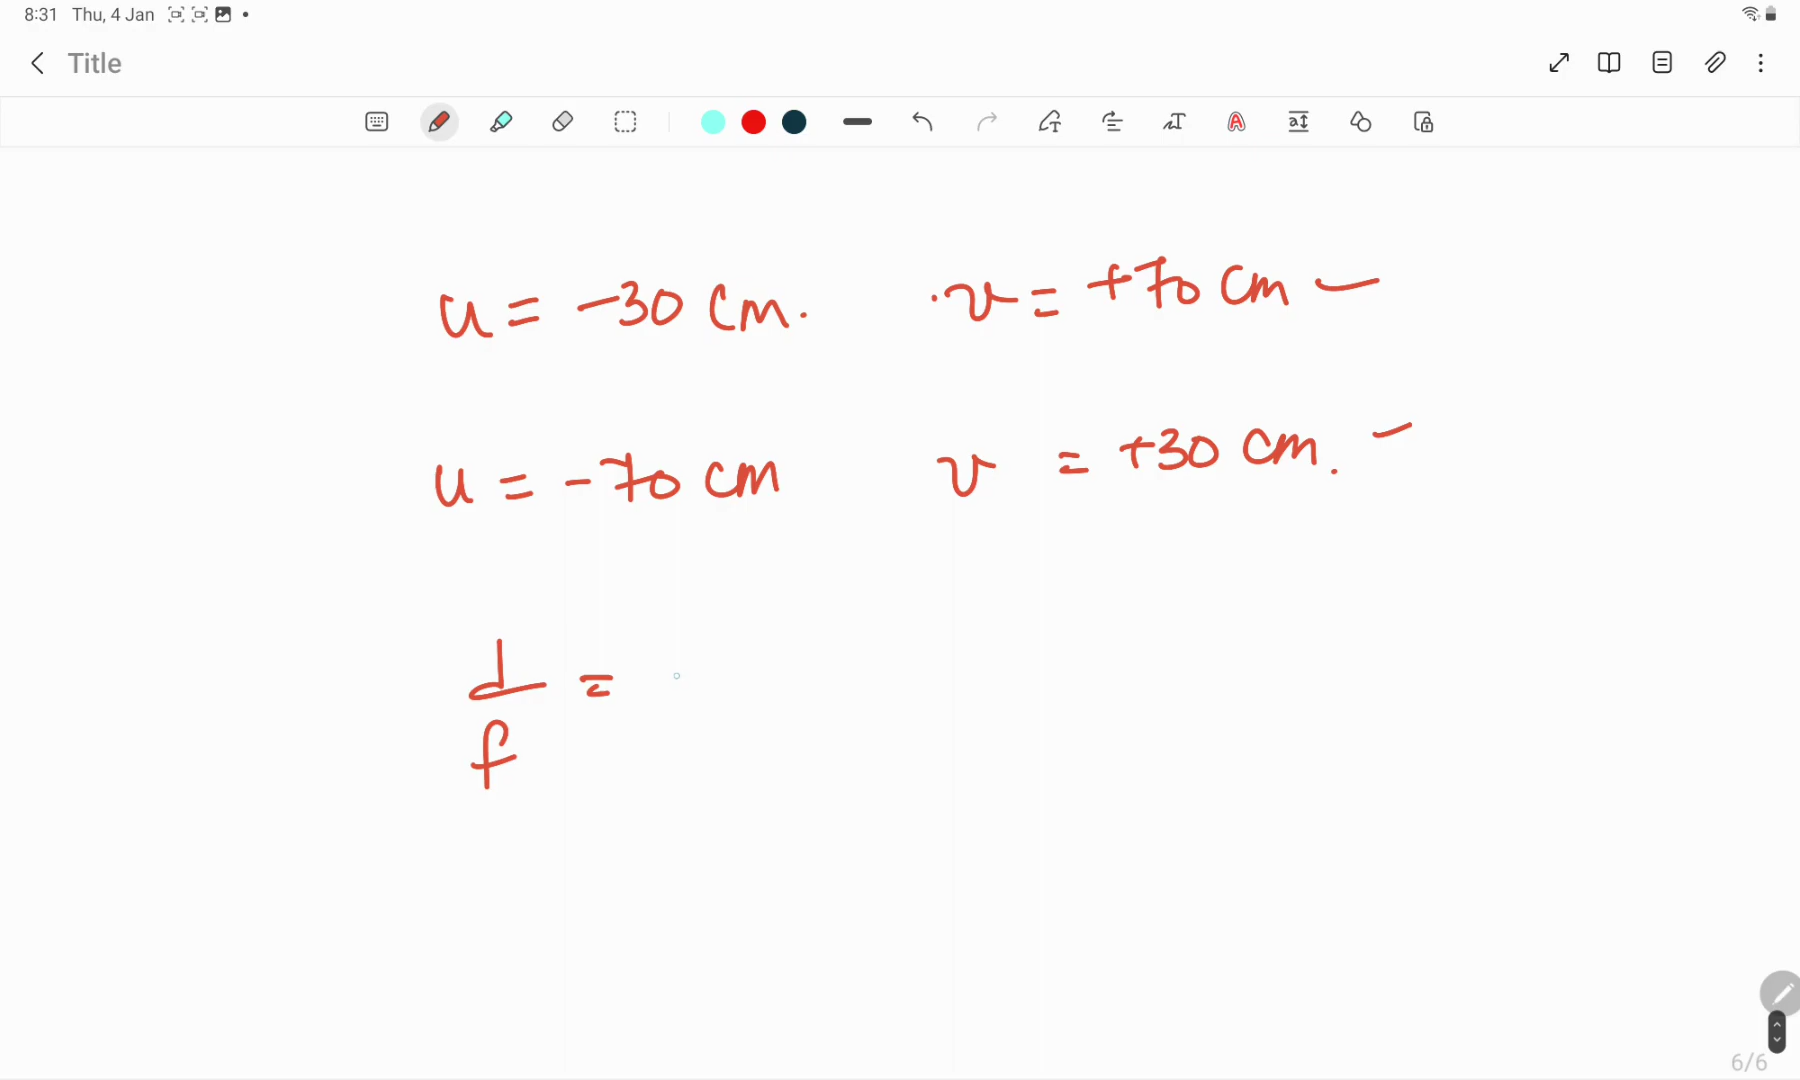 8:31 Thu, 4 Jan
Title
u = -30 cm. . v = +70 cm -
u = -70 cm v = +30 cm. -
1/f =
6/6